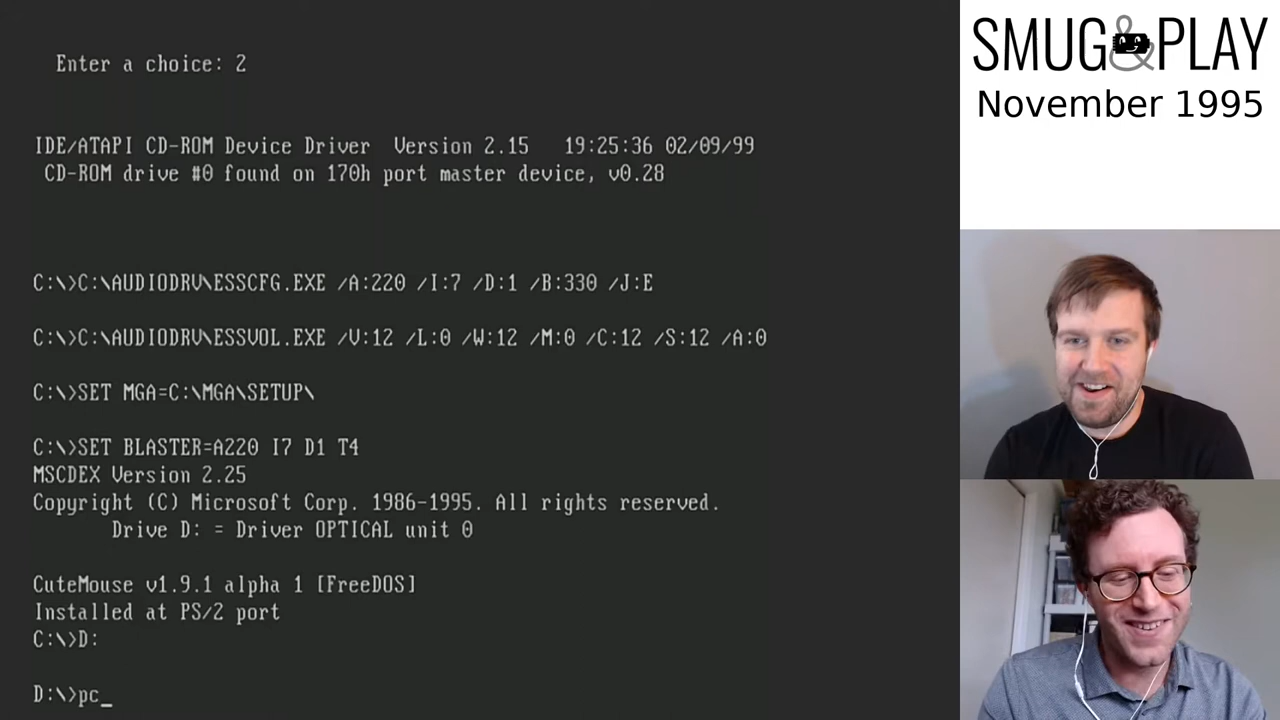 Enter a choice: 2
IDE/ATAPI CD-ROM Device Driver  Version 2.15   19:25:36 02/09/99
CD-ROM drive #0 found on 170h port master device, v0.28
C:\>C:\AUDIODRV\ESSCFG.EXE /A:220 /I:7 /D:1 /B:330 /J:E
C:\>C:\AUDIODRV\ESSVOL.EXE /V:12 /L:0 /W:12 /M:0 /C:12 /S:12 /A:0
C:\>SET MGA=C:\MGA\SETUP\
C:\>SET BLASTER=A220 I7 D1 T4
MSCDEX Version 2.25
Copyright (C) Microsoft Corp. 1986-1995. All rights reserved.
Drive D: = Driver OPTICAL unit 0
CuteMouse v1.9.1 alpha 1 [FreeDOS]
Installed at PS/2 port
C:\>D:
D:\>pc_
SMUG&PLAY
November 1995